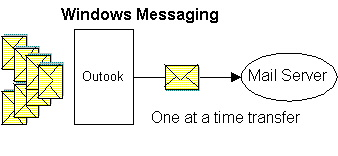 Windows Messaging
Outook
Mail Server
One at a time transfer